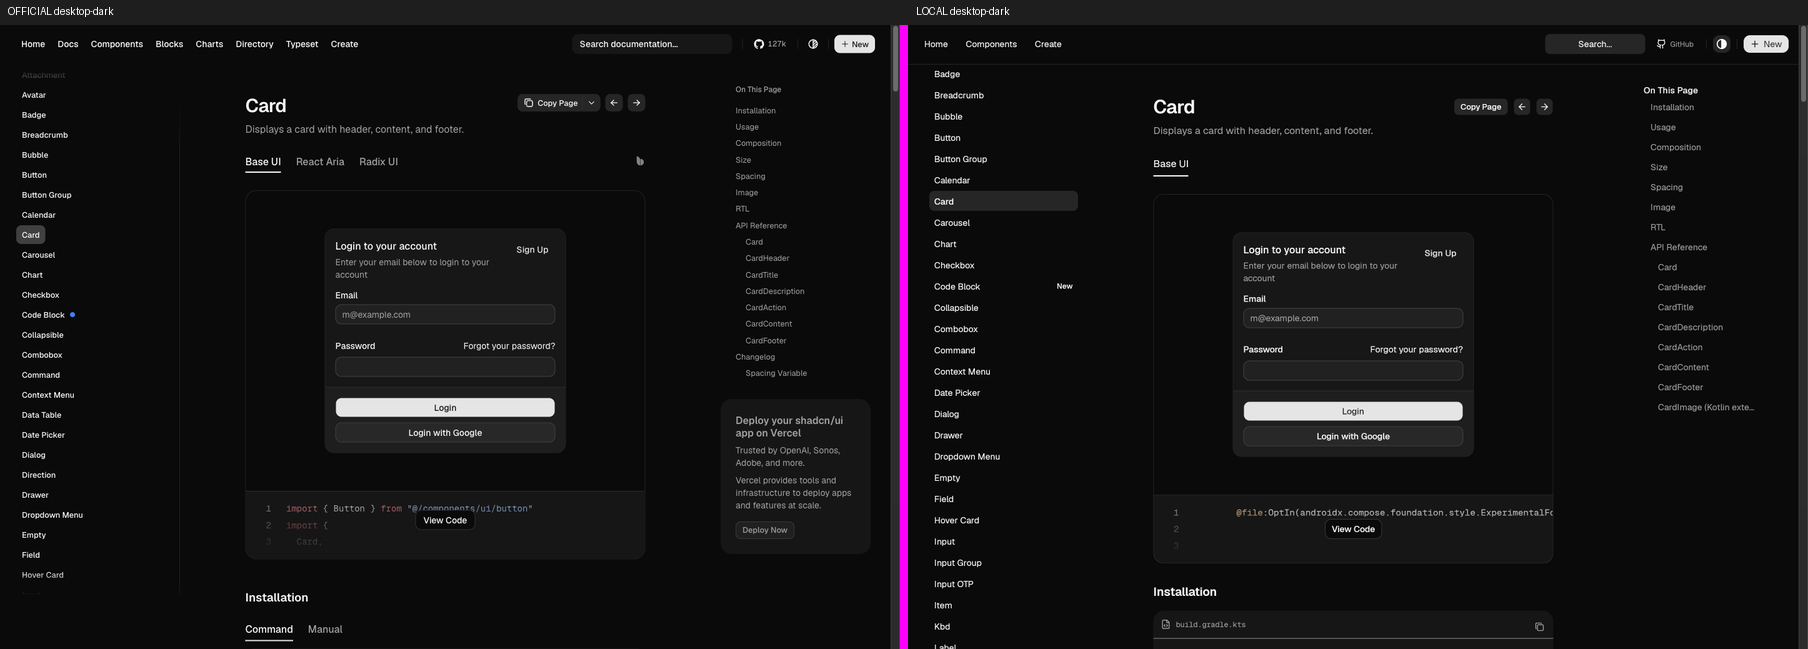 OFFICIAL desktop-dark
Home Docs Components Blocks Charts Directory Typeset Create
Search documentation...
127k
+ New
Attachment
Avatar
Badge
Breadcrumb
Bubble
Button
Button Group
Calendar
Card
Carousel
Chart
Checkbox
Code Block
Collapsible
Combobox
Command
Context Menu
Data Table
Date Picker
Dialog
Direction
Drawer
Dropdown Menu
Empty
Field
Hover Card
Card
Copy Page
Displays a card with header, content, and footer.
Base UI React Aria Radix UI
Login to your account
Sign Up
Enter your email below to login to your
account
Email
m@example.com
Password Forgot your password?
Login
Login with Google
1 import { Button } from "@/components/ui/button"
2 import {
3 Card,
View Code
Installation
Command Manual
On This Page
Installation
Usage
Composition
Size
Spacing
Image
RTL
API Reference
Card
CardHeader
CardTitle
CardDescription
CardAction
CardContent
CardFooter
Changelog
Spacing Variable
Deploy your shadcn/ui
app on Vercel
Trusted by OpenAI, Sonos,
Adobe, and more.
Vercel provides tools and
infrastructure to deploy apps
and features at scale.
Deploy Now
LOCAL desktop-dark
Home Components Create
Search...
GitHub
+ New
Badge
Breadcrumb
Bubble
Button
Button Group
Calendar
Card
Carousel
Chart
Checkbox
Code Block New
Collapsible
Combobox
Command
Context Menu
Date Picker
Dialog
Drawer
Dropdown Menu
Empty
Field
Hover Card
Input
Input Group
Input OTP
Item
Kbd
Label
Card
Copy Page
Displays a card with header, content, and footer.
Base UI
Login to your account
Sign Up
Enter your email below to login to your
account
Email
m@example.com
Password Forgot your password?
Login
Login with Google
1 @file:OptIn(androidx.compose.foundation.style.ExperimentalFo
2
3
View Code
Installation
build.gradle.kts
On This Page
Installation
Usage
Composition
Size
Spacing
Image
RTL
API Reference
Card
CardHeader
CardTitle
CardDescription
CardAction
CardContent
CardFooter
CardImage (Kotlin exte...